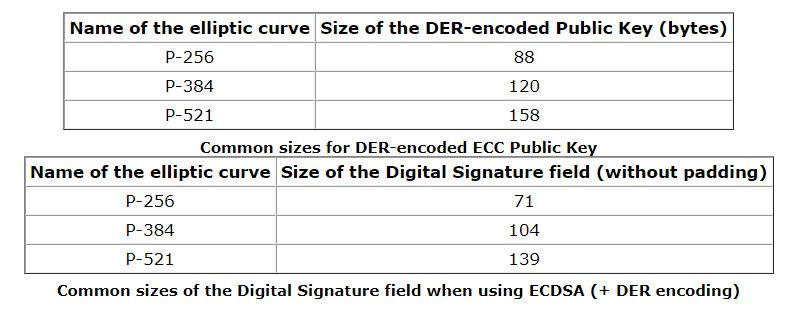 Name of the elliptic curve Size of the DER-encoded Public Key (bytes)
P-256 88
P-384 120
P-521 158
Common sizes for DER-encoded ECC Public Key
Name of the elliptic curve Size of the Digital Signature field (without padding)
P-256 71
P-384 104
P-521 139
Common sizes of the Digital Signature field when using ECDSA (+ DER encoding)